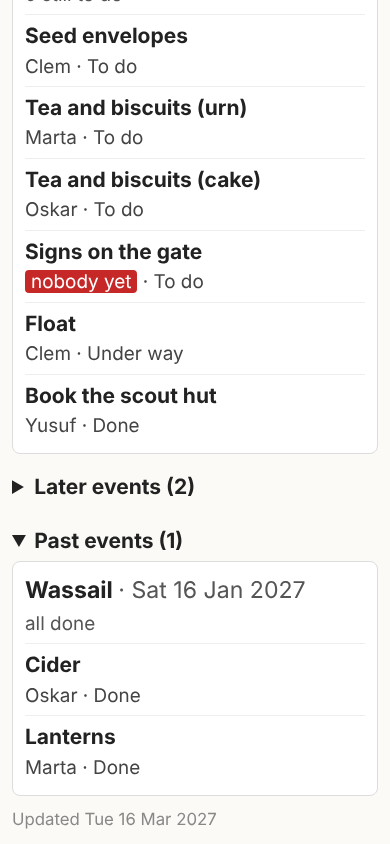 Seed envelopes
Clem · To do
Tea and biscuits (urn)
Marta · To do
Tea and biscuits (cake)
Oskar · To do
Signs on the gate
nobody yet · To do
Float
Clem · Under way
Book the scout hut
Yusuf · Done
Later events (2)
Past events (1)
Wassail · Sat 16 Jan 2027
all done
Cider
Oskar · Done
Lanterns
Marta · Done
Updated Tue 16 Mar 2027